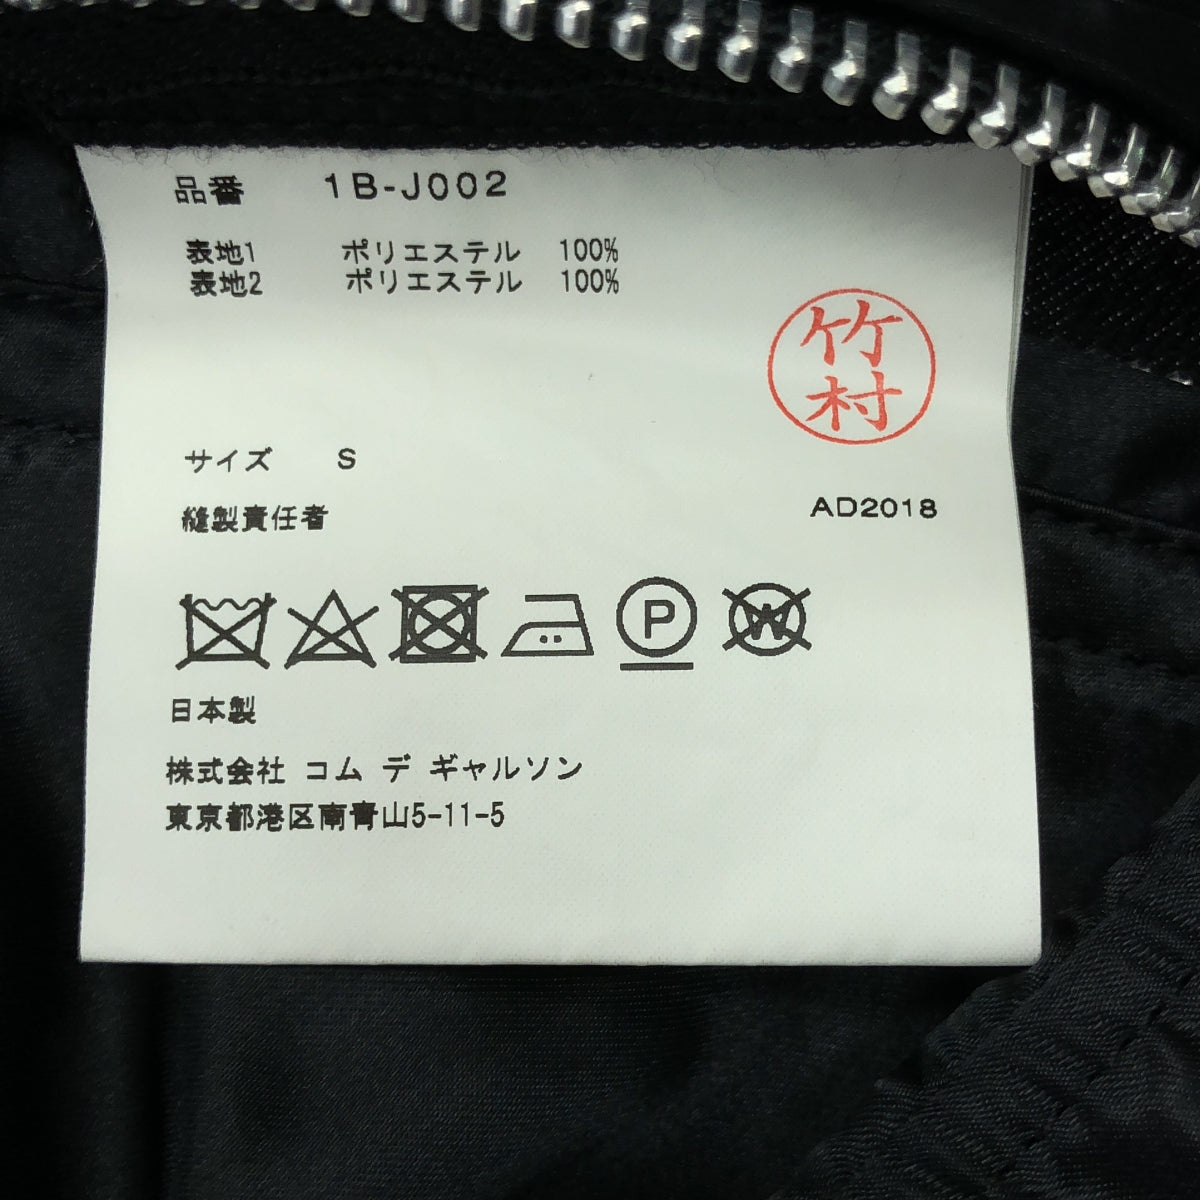 品番 1B-J002
表地1 ポリエステル 100%
表地2 ポリエステル 100%
竹村
サイズ S
縫製責任者
AD2018
P
W
日本製
株式会社 コム デ ギャルソン
東京都港区南青山5-11-5